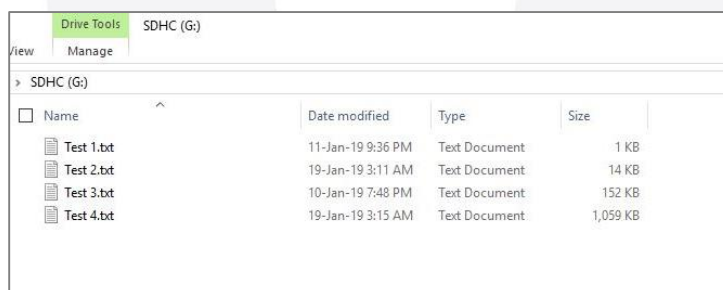 Drive Tools SDHC (G:)
View Manage
> SDHC (G:)
Name Date modified Type Size
Test 1.txt 11-Jan-19 9:36 PM Text Document 1 KB
Test 2.txt 19-Jan-19 3:11 AM Text Document 14 KB
Test 3.txt 10-Jan-19 7:48 PM Text Document 152 KB
Test 4.txt 19-Jan-19 3:15 AM Text Document 1,059 KB